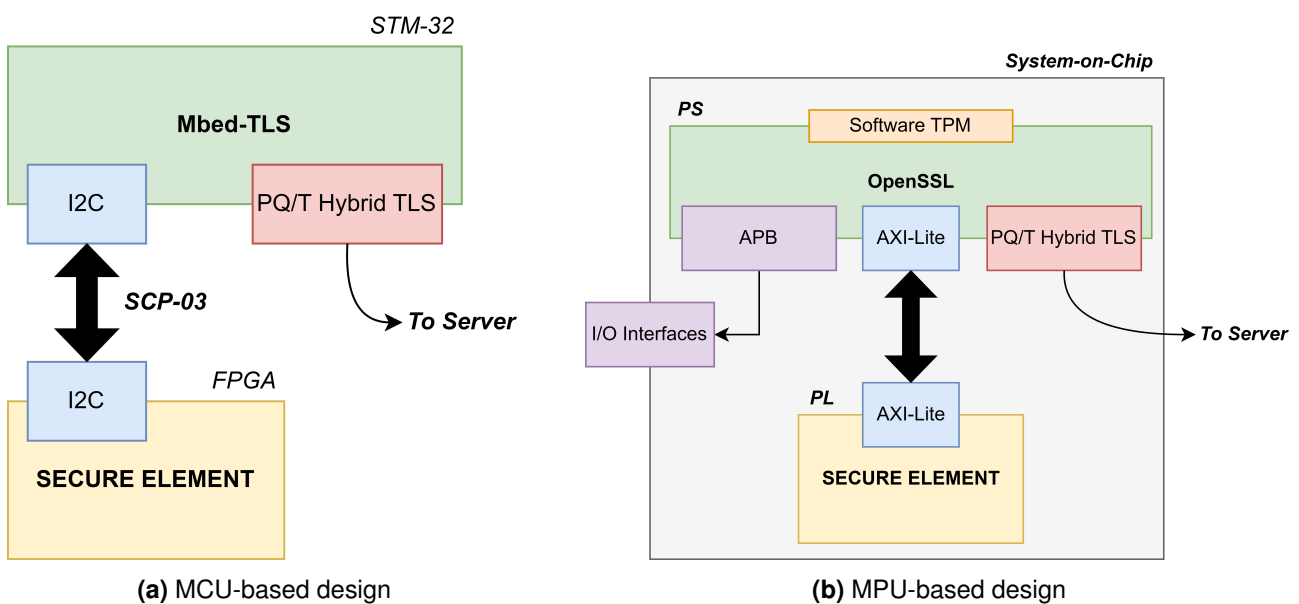 STM-32
Mbed-TLS
I2C
PQ/T Hybrid TLS
SCP-03
To Server
I2C
FPGA
SECURE ELEMENT
(a) MCU-based design
System-on-Chip
PS
Software TPM
OpenSSL
APB
AXI-Lite
PQ/T Hybrid TLS
I/O Interfaces
To Server
PL
AXI-Lite
SECURE ELEMENT
(b) MPU-based design